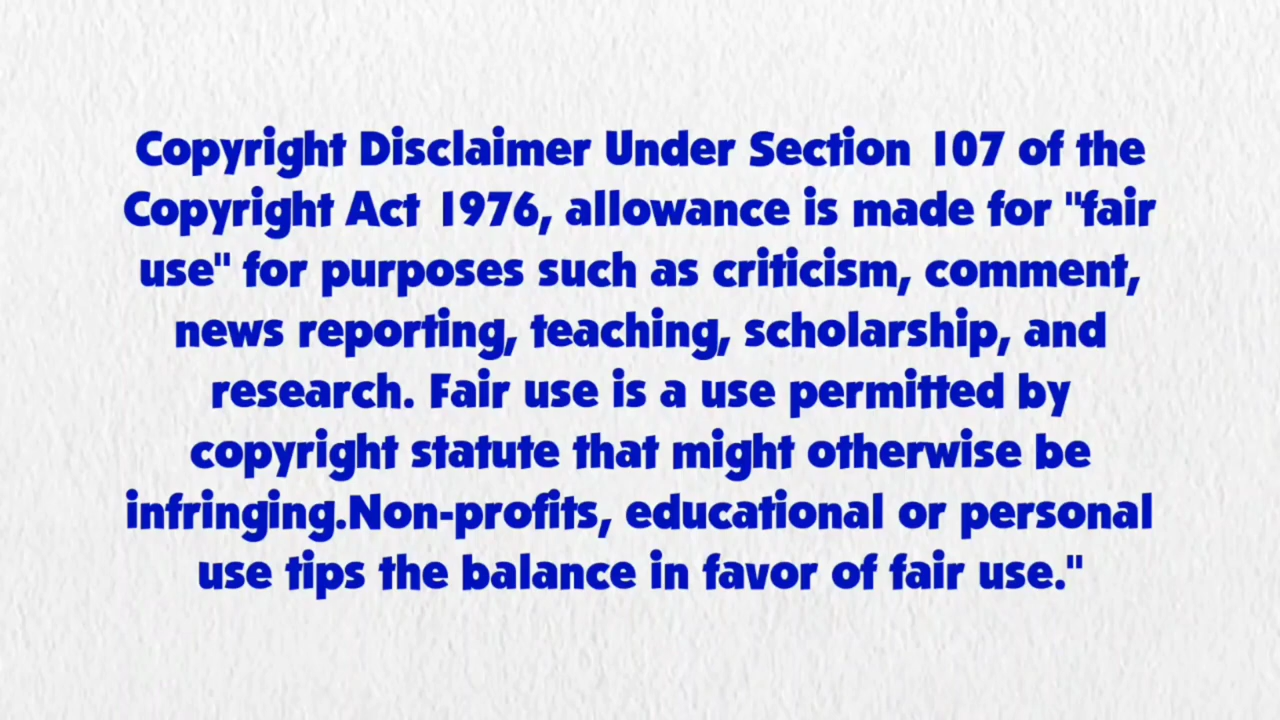 Copyright Disclaimer Under Section 107 of the
Copyright Act 1976, allowance is made for "fair
use" for purposes such as criticism, comment,
news reporting, teaching, scholarship, and
research. Fair use is a use permitted by
copyright statute that might otherwise be
infringing.Non-profits, educational or personal
use tips the balance in favor of fair use."